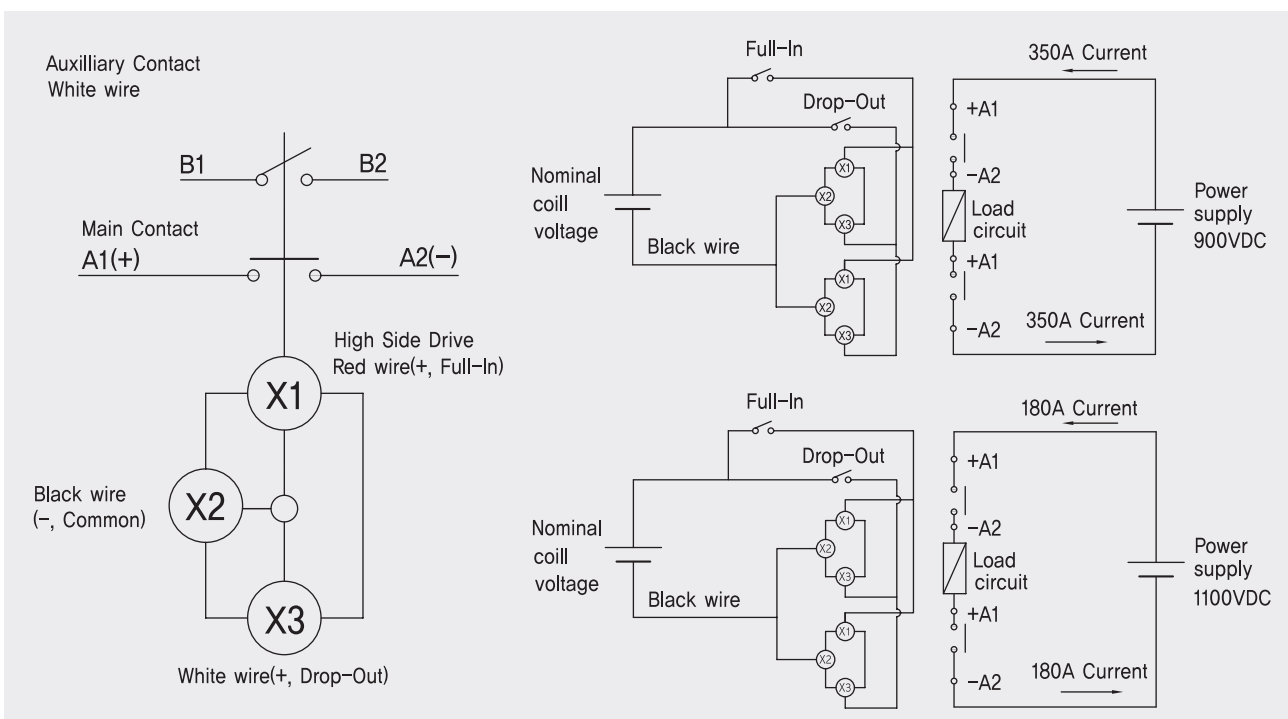 Auxilliary Contact
White wire
B1
B2
Main Contact
A1(+)
A2(−)
High Side Drive
Red wire(+, Full-In)
X1
Black wire
(−, Common)
X2
X3
White wire(+, Drop-Out)
Full-In
Drop-Out
Nominal
coill
voltage
Black wire
X1
X2
X3
X1
X2
X3
350A Current
+A1
−A2
Load
circuit
+A1
−A2
350A Current
Power
supply
900VDC
Full-In
Drop-Out
Nominal
coill
voltage
Black wire
X1
X2
X3
X1
X2
X3
180A Current
+A1
−A2
Load
circuit
+A1
−A2
180A Current
Power
supply
1100VDC